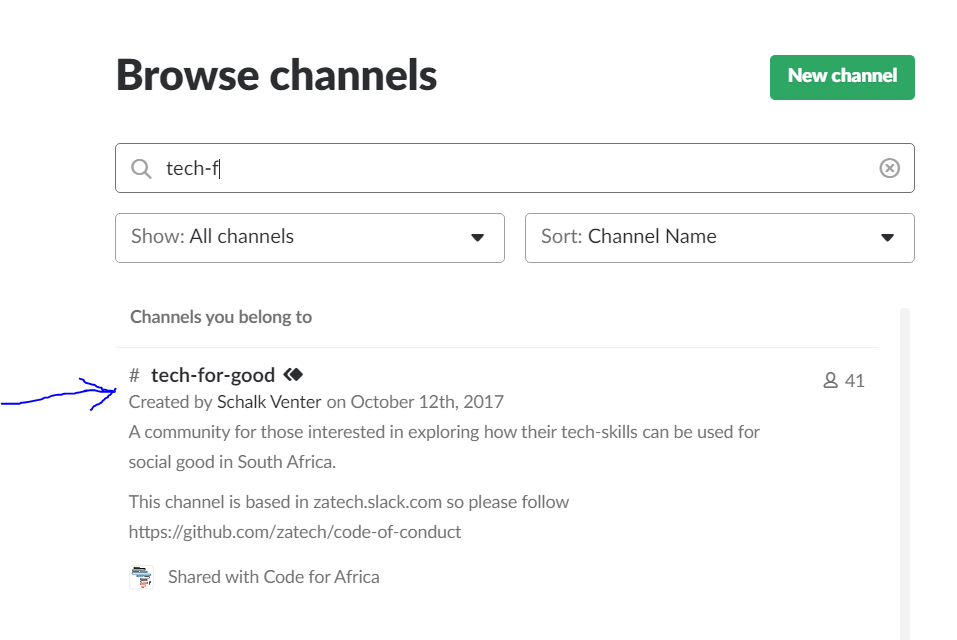 Browse channels
New channel
tech-f
Show: All channels
Sort: Channel Name
Channels you belong to
# tech-for-good
41
Created by Schalk Venter on October 12th, 2017
A community for those interested in exploring how their tech-skills can be used for
social good in South Africa.
This channel is based in zatech.slack.com so please follow
https://github.com/zatech/code-of-conduct
Shared with Code for Africa